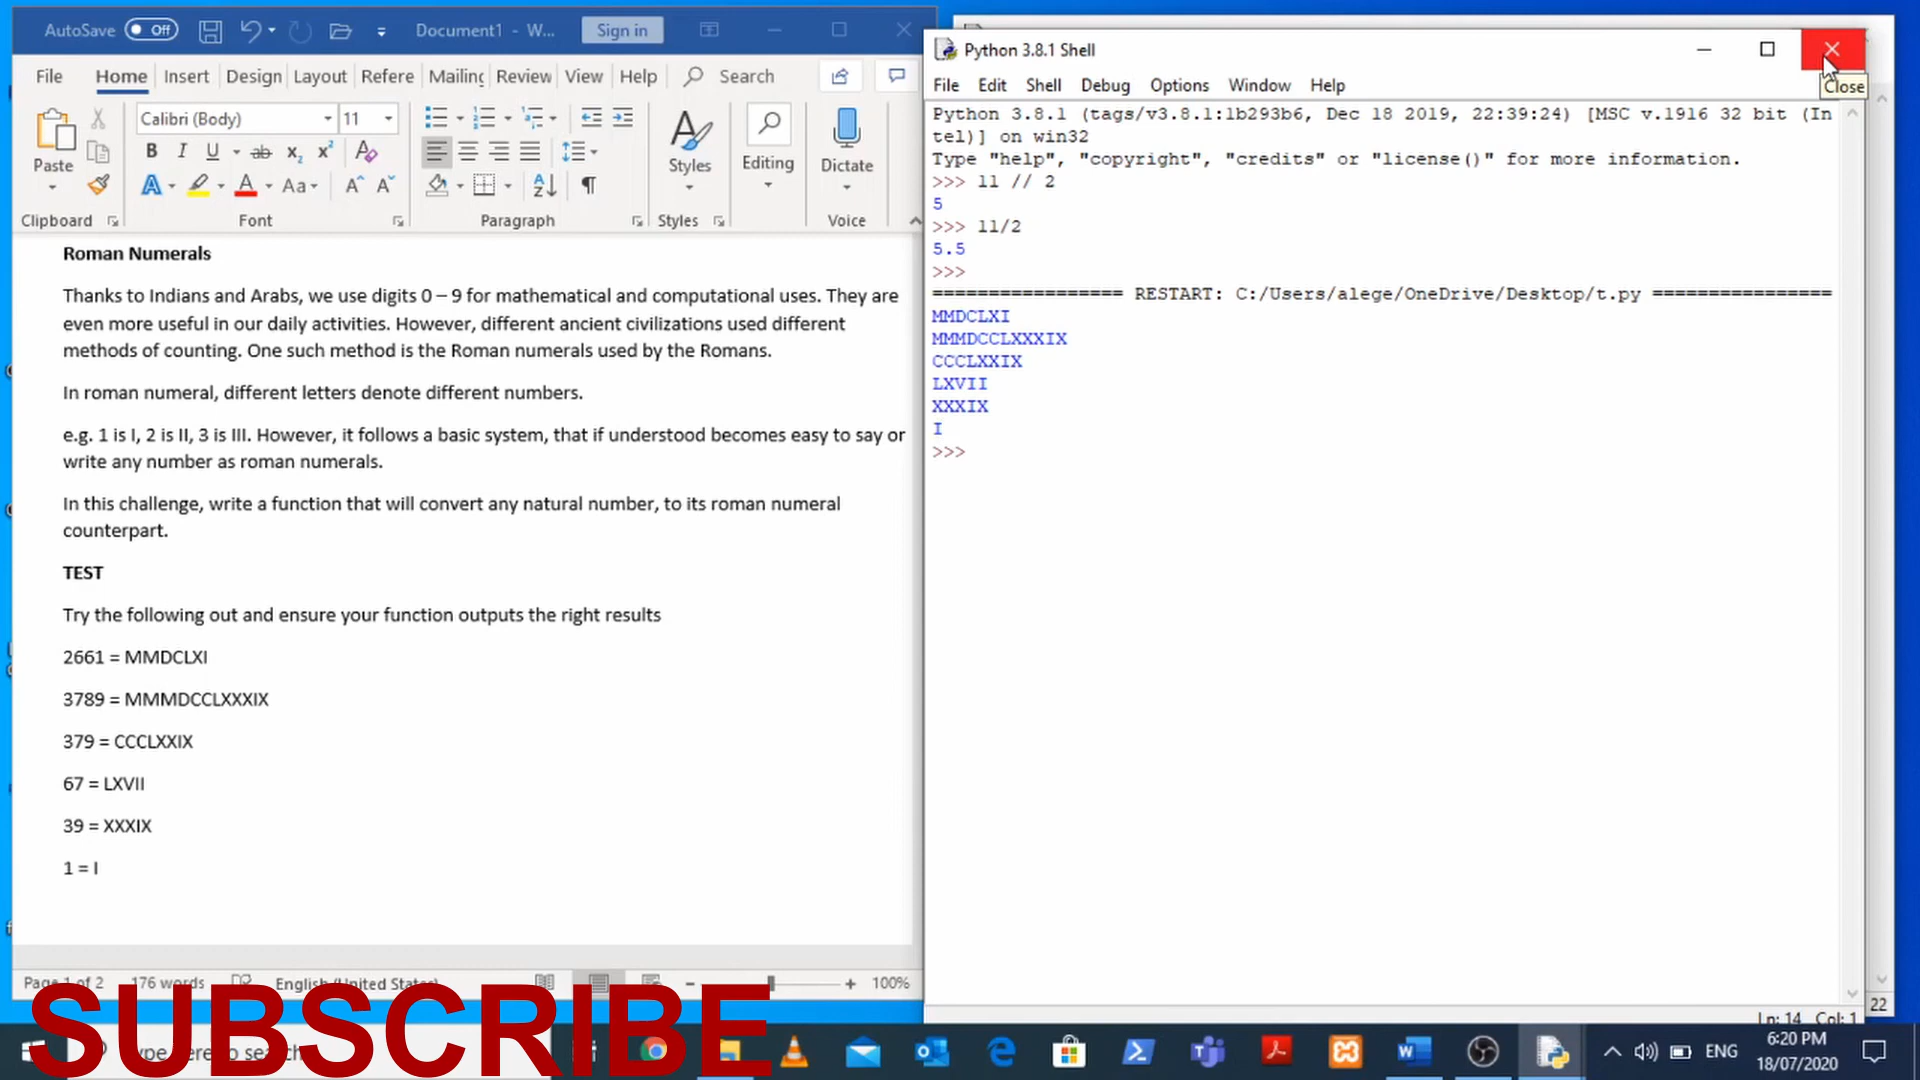 AutoSave Off Document1 - W... Sign in
File Home Insert Design Layout Refere Mailing Review View Help Search
Calibri (Body) 11
Paste Styles Editing Dictate
Clipboard Font Paragraph Styles Voice
Roman Numerals
Thanks to Indians and Arabs, we use digits 0 – 9 for mathematical and computational uses. They are
even more useful in our daily activities. However, different ancient civilizations used different
methods of counting. One such method is the Roman numerals used by the Romans.
In roman numeral, different letters denote different numbers.
e.g. 1 is I, 2 is II, 3 is III. However, it follows a basic system, that if understood becomes easy to say or
write any number as roman numerals.
In this challenge, write a function that will convert any natural number, to its roman numeral
counterpart.
TEST
Try the following out and ensure your function outputs the right results
2661 = MMDCLXI
3789 = MMMDCCLXXXIX
379 = CCCLXXIX
67 = LXVII
39 = XXXIX
1 = I
Page 1 of 2 176 words English (United States) 100%
Python 3.8.1 Shell
Close
File Edit Shell Debug Options Window Help
Python 3.8.1 (tags/v3.8.1:1b293b6, Dec 18 2019, 22:39:24) [MSC v.1916 32 bit (In
tel)] on win32
Type "help", "copyright", "credits" or "license()" for more information.
>>> 11 // 2
5
>>> 11/2
5.5
>>>
================= RESTART: C:/Users/alege/OneDrive/Desktop/t.py ================
MMDCLXI
MMMDCCLXXXIX
CCCLXXIX
LXVII
XXXIX
I
>>>
22
Ln: 14 Col: 1
SUBSCRIBE
ype here to search
ENG
6:20 PM
18/07/2020